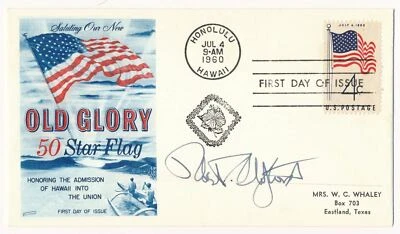 Saluting Our New
OLD GLORY
50 Star Flag
HONORING THE ADMISSION
OF HAWAII INTO
THE UNION
FIRST DAY OF ISSUE
HONOLULU
JUL 4
9-AM
1960
HAWAII
FIRST DAY OF ISSUE
JULY 4, 1960
4¢
U.S. POSTAGE
MRS. W. C. WHALEY
Box 703
Eastland, Texas